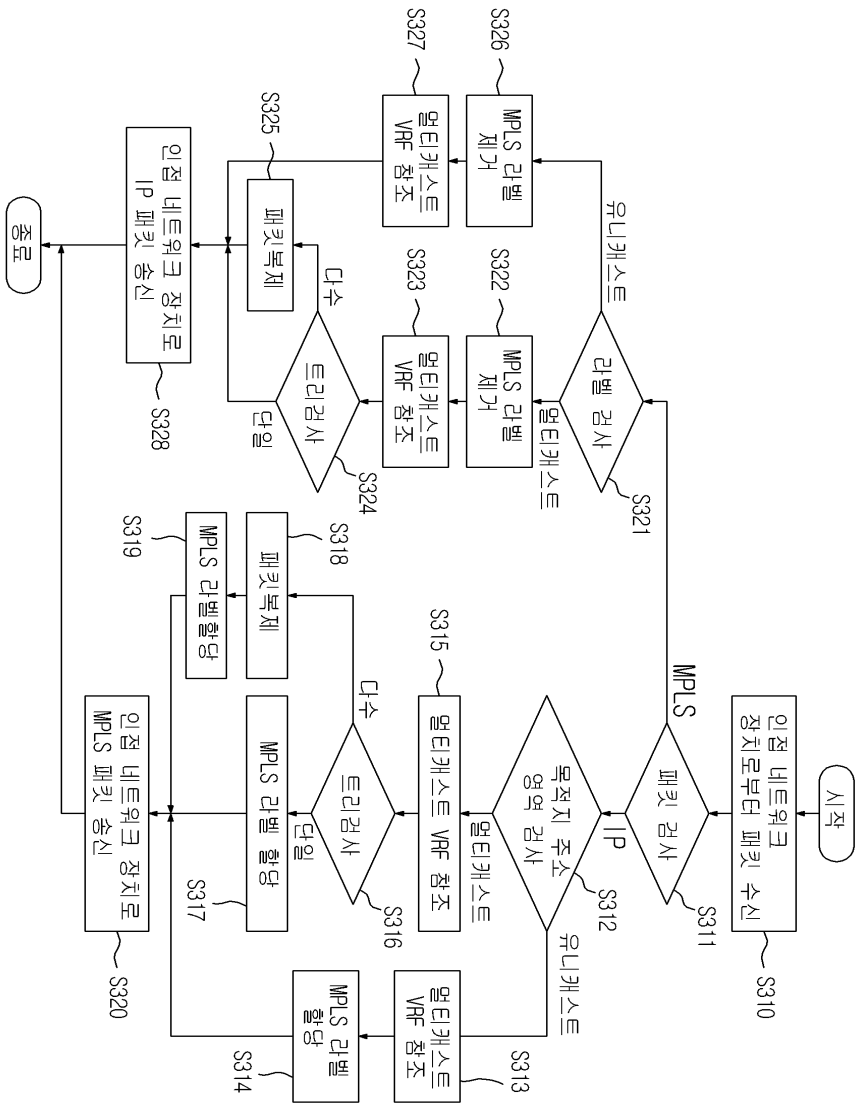 시작
인접 네트워크
장치로부터 패킷 수신
S310
패킷 검사
S311
MPLS
IP
목적지 주소
영역 검사
S312
유니캐스트
멀티캐스트
멀티캐스트
VRF 참조
S313
MPLS 라벨
할당
S314
S315
멀티캐스트 VRF 참조
트리검사
S316
다수
단일
MPLS 라벨 할당
S317
S318
패킷복제
S319
MPLS 라벨할당
인접 네트워크 장치로
MPLS 패킷 송신
S320
라벨 검사
S321
유니캐스트
멀티캐스트
S322
MPLS 라벨
제거
S323
멀티캐스트
VRF 참조
트리검사
S324
다수
단일
S325
패킷복제
S326
MPLS 라벨
제거
S327
멀티캐스트
VRF 참조
인접 네트워크 장치로
IP 패킷 송신
S328
종료